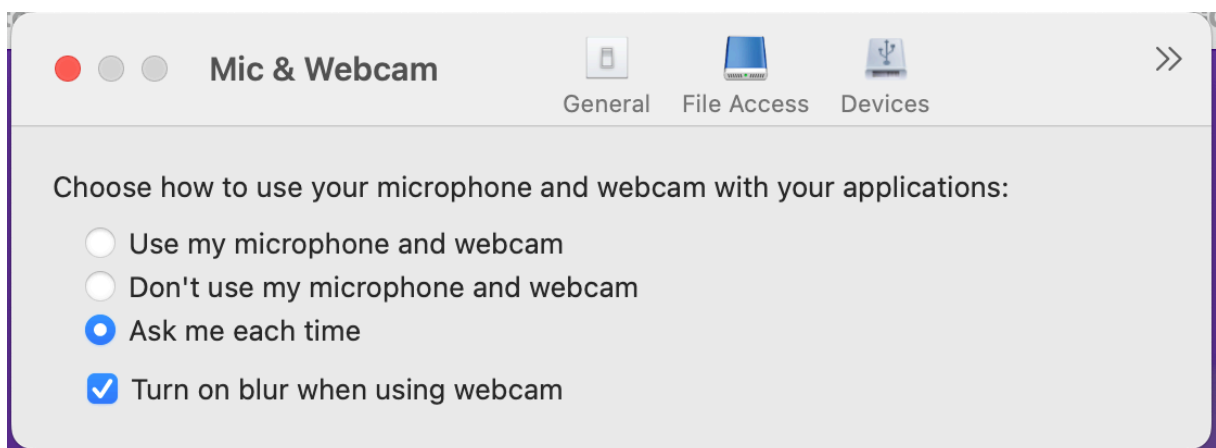 Mic & Webcam
General
File Access
Devices
Choose how to use your microphone and webcam with your applications:
Use my microphone and webcam
Don't use my microphone and webcam
Ask me each time
Turn on blur when using webcam